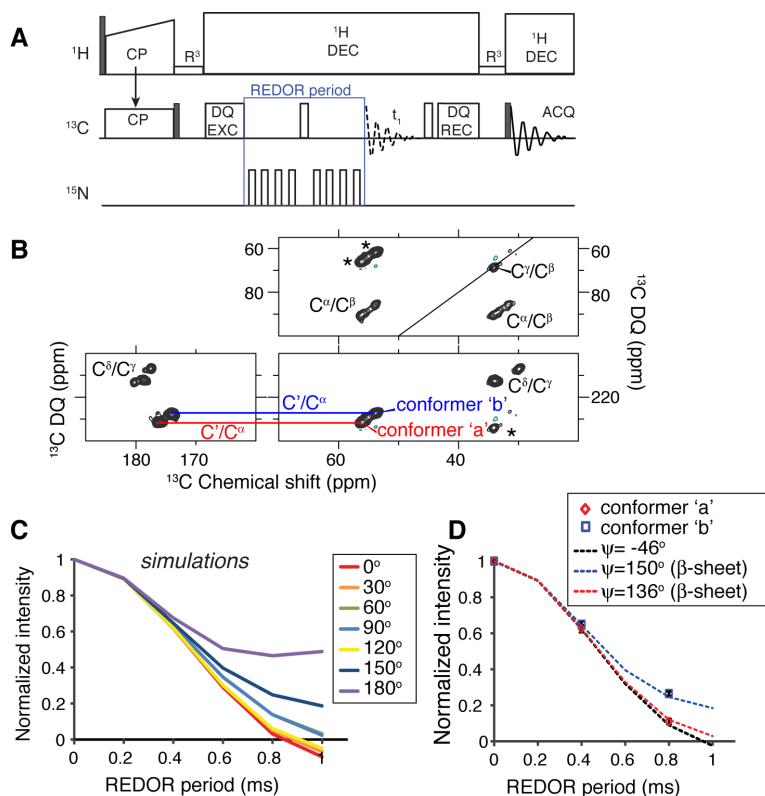 A
¹H
CP
R³
¹H
DEC
R³
¹H
DEC
REDOR period
¹³C
CP
DQ
EXC
t₁
DQ
REC
ACQ
¹⁵N
B
60
80
*
*
Cᵅ/Cᵝ
Cᵞ/Cᵝ
Cᵅ/Cᵝ
60
80
¹³C DQ
(ppm)
¹³C DQ (ppm)
Cᵟ/Cᵞ
C'/Cᵅ
C'/Cᵅ
conformer 'b'
conformer 'a'
Cᵟ/Cᵞ
*
220
180
170
60
40
¹³C Chemical shift (ppm)
C
simulations
Normalized intensity
1
0.8
0.6
0.4
0.2
0
0
0.2
0.4
0.6
0.8
1
REDOR period (ms)
0°
30°
60°
90°
120°
150°
180°
D
conformer 'a'
conformer 'b'
ψ= -46°
ψ=150° (β-sheet)
ψ=136° (β-sheet)
Normalized intensity
1
0.8
0.6
0.4
0.2
0
0
0.2
0.4
0.6
0.8
1
REDOR period (ms)